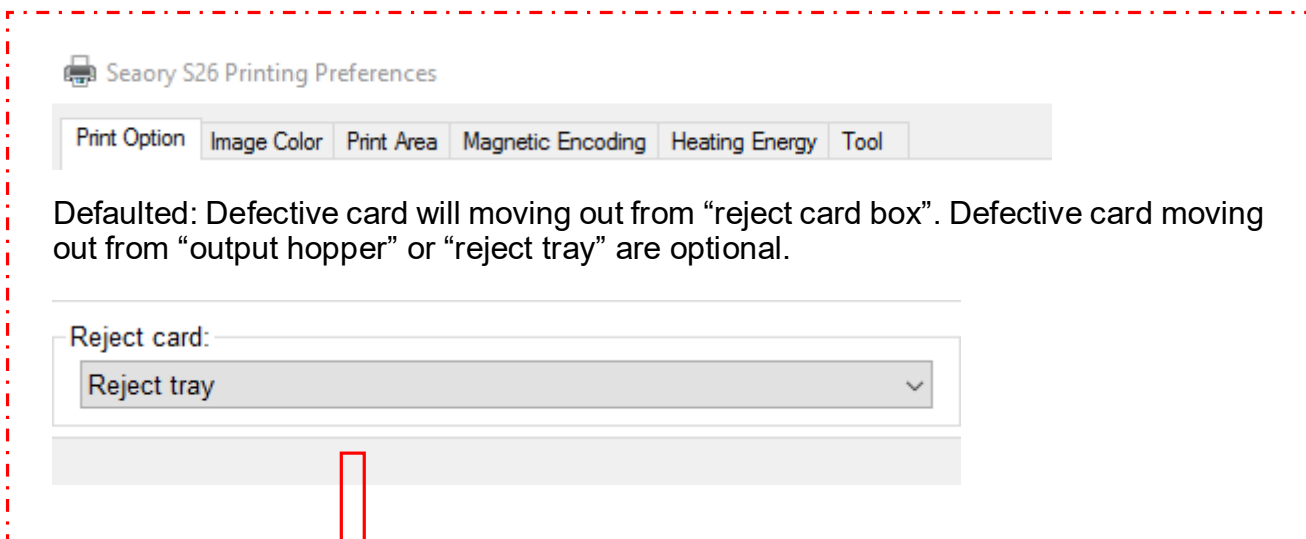 Seaory S26 Printing Preferences
Print Option Image Color Print Area Magnetic Encoding Heating Energy Tool
Defaulted: Defective card will moving out from “reject card box”. Defective card moving
out from “output hopper” or “reject tray” are optional.
Reject card:
Reject tray